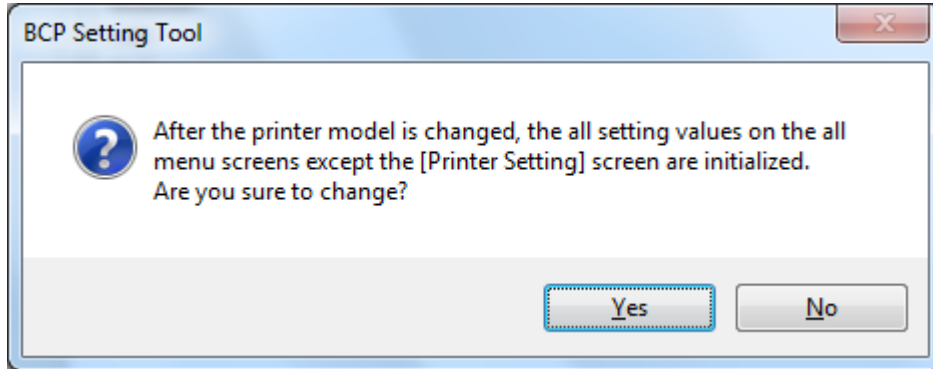 BCP Setting Tool
After the printer model is changed, the all setting values on the all
menu screens except the [Printer Setting] screen are initialized.
Are you sure to change?
Yes
No